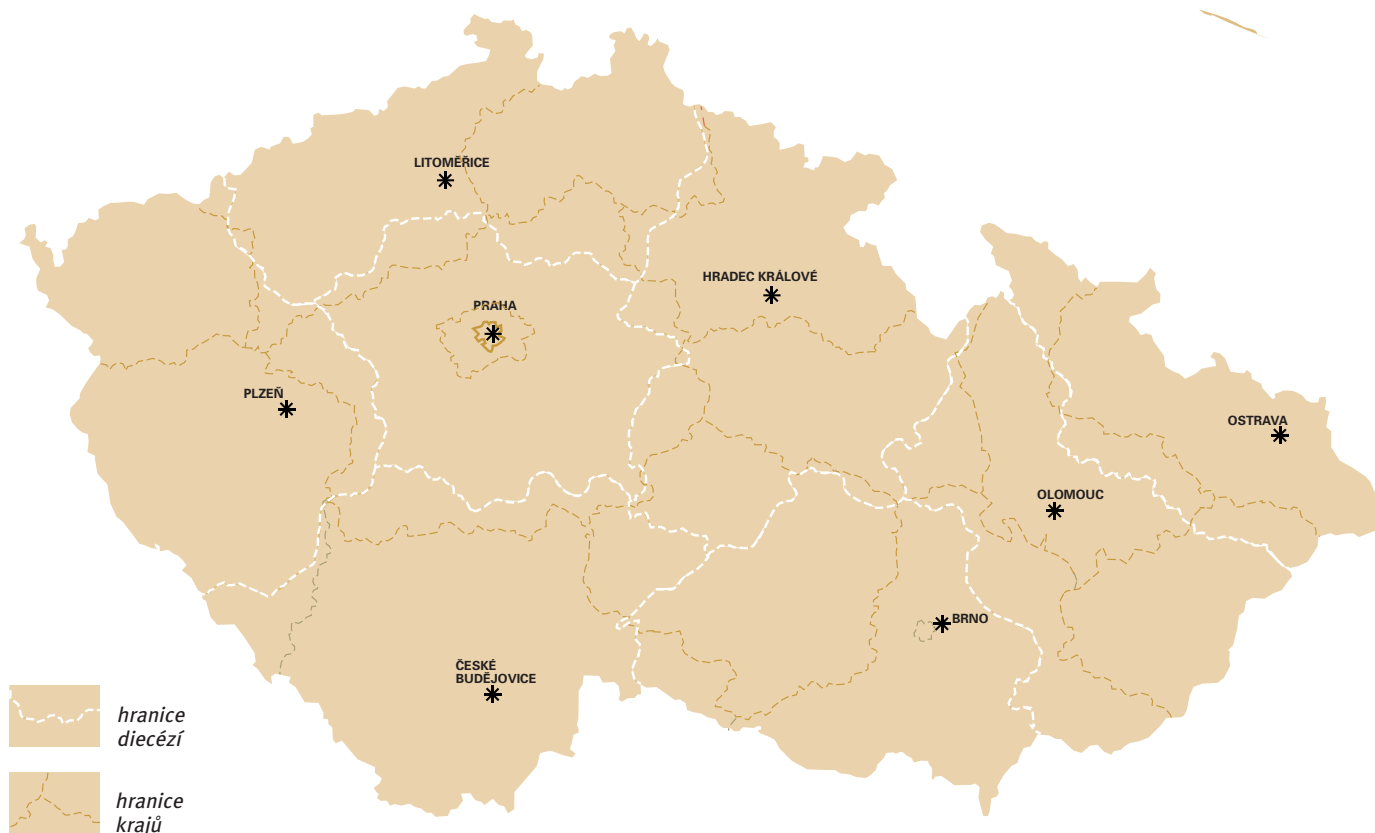 LITOMĚŘICE
HRADEC KRÁLOVÉ
PRAHA
PLZEŇ
OSTRAVA
OLOMOUC
BRNO
ČESKÉ
BUDĚJOVICE
hranice
diecézí
hranice
krajů